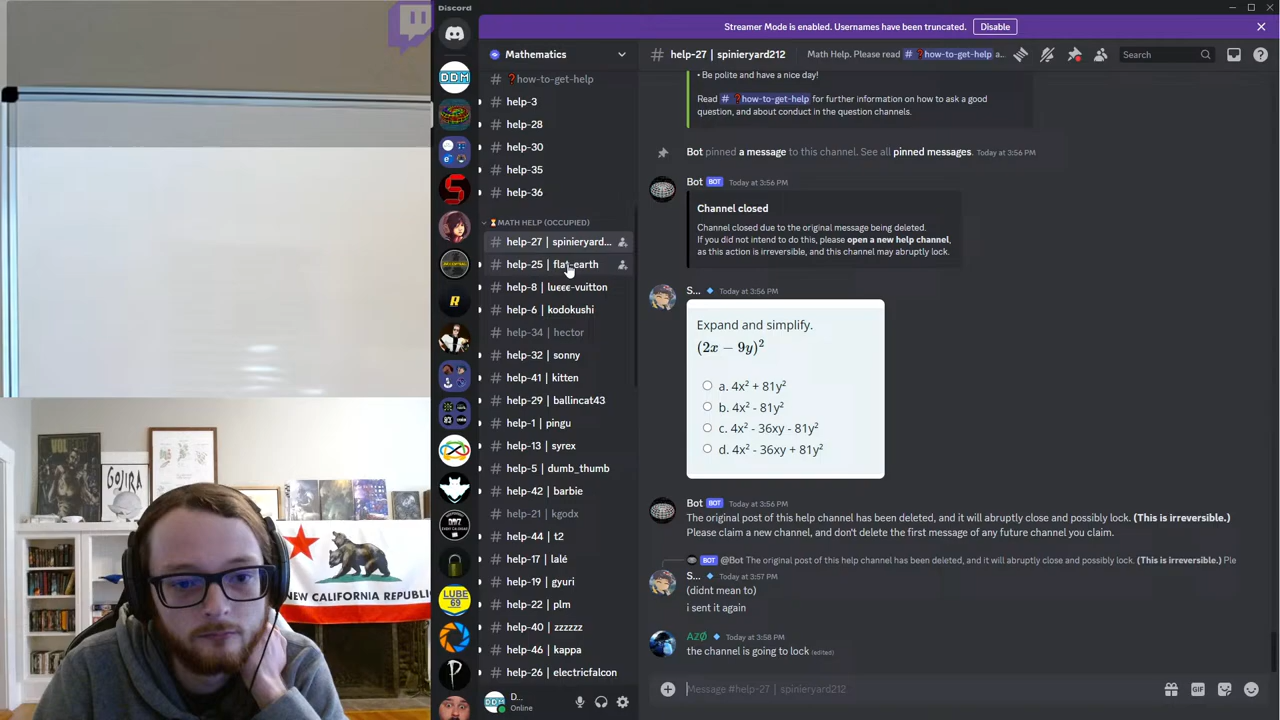 Discord
Streamer Mode is enabled. Usernames have been truncated.
Disable
Mathematics
# help-27 | spinieryard212
Math Help. Please read # ❓how-to-get-help a...
Search
# ❓how-to-get-help
# help-3
# help-28
# help-30
# help-35
# help-36
⌛MATH HELP (OCCUPIED)
# help-27 | spinieryard...
# help-25 | flat-earth
# help-8 | luєєє-vuitton
# help-6 | kodokushi
# help-34 | hector
# help-32 | sonny
# help-41 | kitten
# help-29 | ballincat43
# help-1 | pingu
# help-13 | syrex
# help-5 | dumb_thumb
# help-42 | barbie
# help-21 | kgodx
# help-44 | t2
# help-17 | lalé
# help-19 | gyuri
# help-22 | plm
# help-40 | zzzzzz
# help-46 | kappa
# help-26 | electricfalcon
D...
Online
• Be polite and have a nice day!
Read # ❓how-to-get-help for further information on how to ask a good
question, and about conduct in the question channels.
Bot pinned a message to this channel. See all pinned messages. Today at 3:56 PM
Bot BOT Today at 3:56 PM
Channel closed
Channel closed due to the original message being deleted.
If you did not intend to do this, please open a new help channel,
as this action is irreversible, and this channel may abruptly lock.
S... Today at 3:56 PM
Expand and simplify.
(2x − 9y)²
a. 4x² + 81y²
b. 4x² - 81y²
c. 4x² - 36xy - 81y²
d. 4x² - 36xy + 81y²
Bot BOT Today at 3:56 PM
The original post of this help channel has been deleted, and it will abruptly close and possibly lock. (This is irreversible.)
Please claim a new channel, and don't delete the first message of any future channel you claim.
BOT @Bot The original post of this help channel has been deleted, and it will abruptly close and possibly lock. (This is irreversible.) Ple
S... Today at 3:57 PM
(didnt mean to)
i sent it again
AZØ Today at 3:58 PM
the channel is going to lock (edited)
Message #help-27 | spinieryard212
GIF
DDM
S
R
LUBE
69
P
DDM
VOLBEAT
GOJIRA
NEW CALIFORNIA REPUBLIC